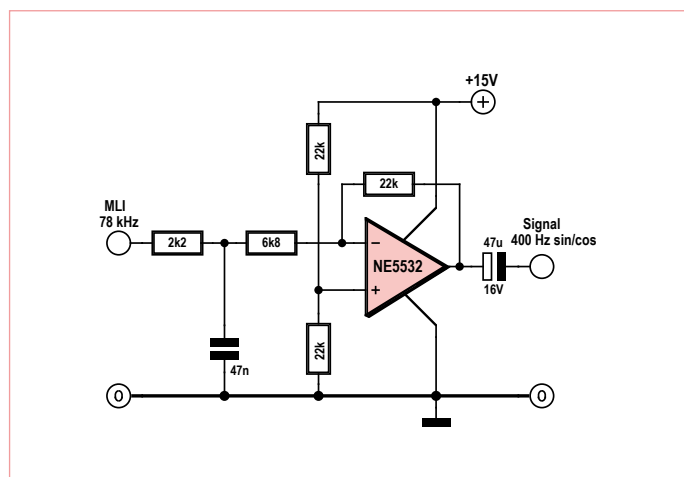 +15V
22k
22k
MLI
78 kHz
2k2
6k8
NE5532
47u
16V
Signal
400 Hz sin/cos
22k
47n
0
0